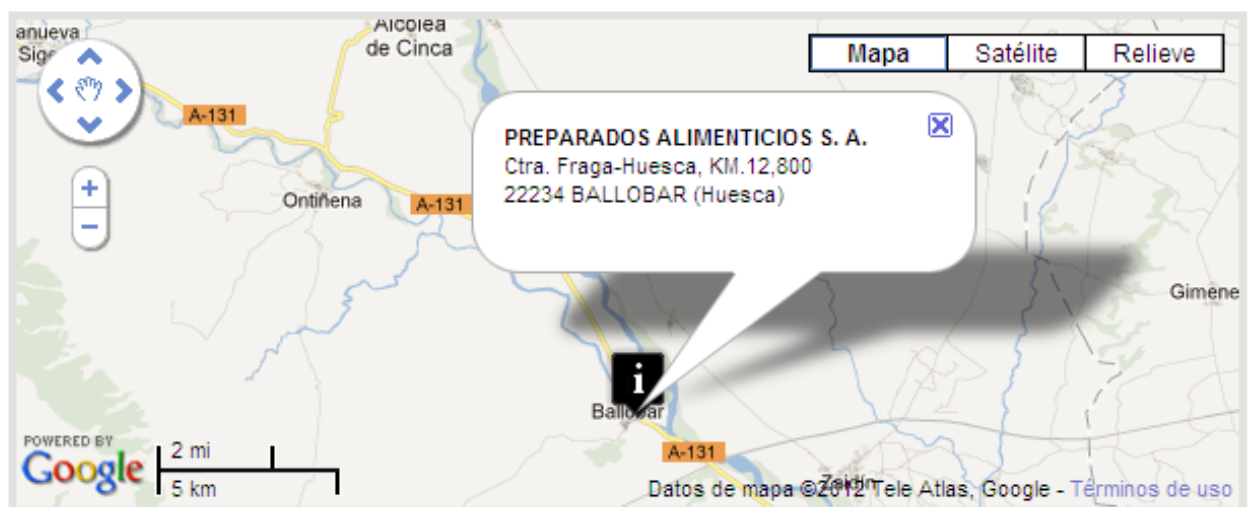 anueva
Sige
Alcolea
de Cinca
Mapa
Satélite
Relieve
A-131
PREPARADOS ALIMENTICIOS S. A.
Ctra. Fraga-Huesca, KM.12,800
22234 BALLOBAR (Huesca)
+
Ontiñena
A-131
−
Gimene
i
Ballobar
POWERED BY
Google
2 mi
5 km
A-131
Zaidín
Datos de mapa ©2012 Tele Atlas, Google - Términos de uso